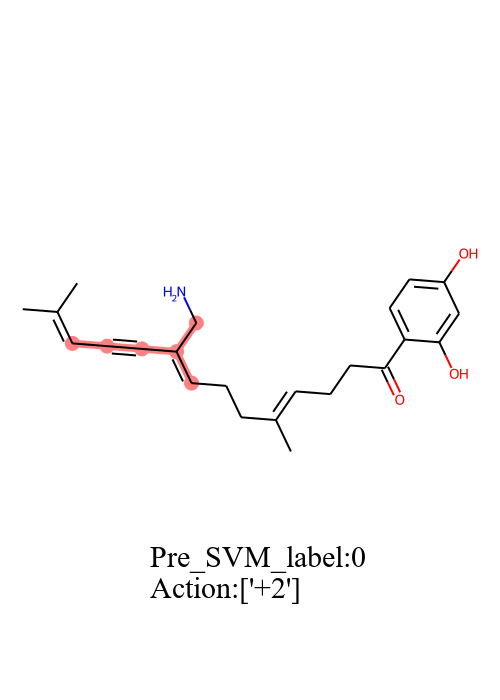 OH
H2N
OH
O
Pre_SVM_label:0
Action:['+2']